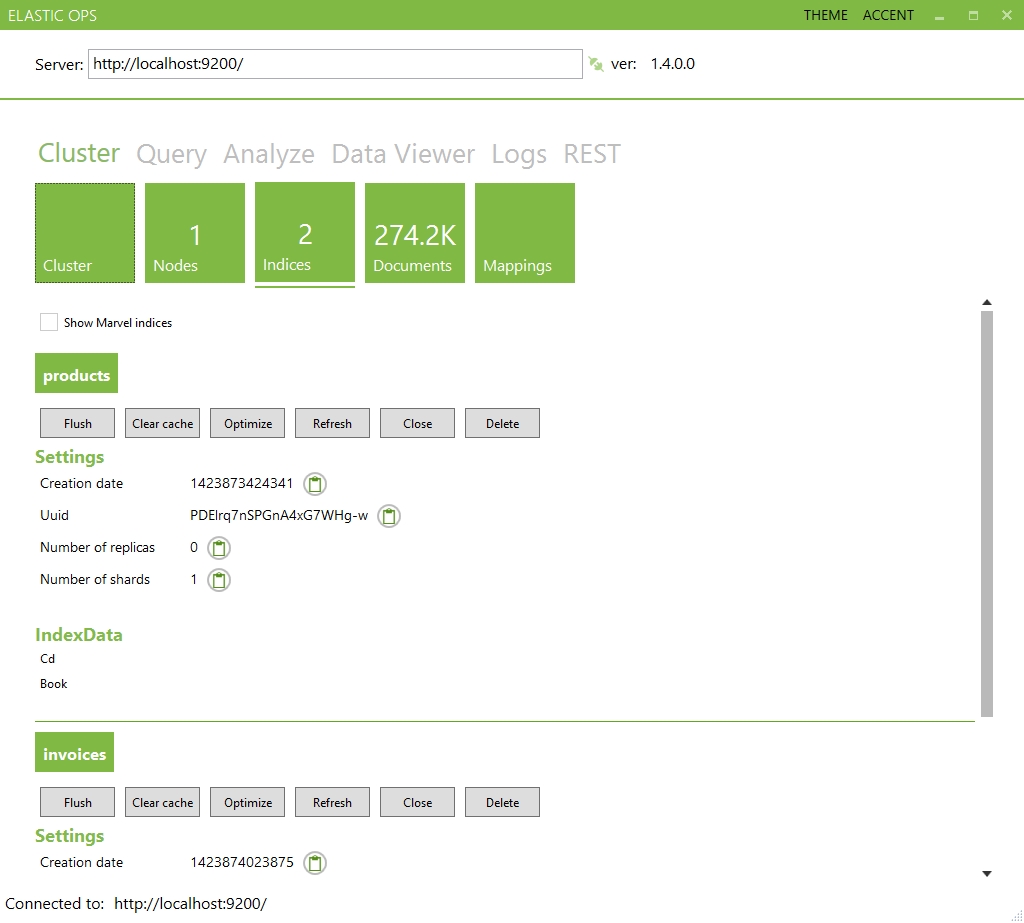 ELASTIC OPS THEME ACCENT
Server: http://localhost:9200/ ver: 1.4.0.0
Cluster Query Analyze Data Viewer Logs REST
1 2 274.2K
Cluster Nodes Indices Documents Mappings
Show Marvel indices
products
Flush Clear cache Optimize Refresh Close Delete
Settings
Creation date 1423873424341
Uuid PDEIrq7nSPGnA4xG7WHg-w
Number of replicas 0
Number of shards 1
IndexData
Cd
Book
invoices
Flush Clear cache Optimize Refresh Close Delete
Settings
Creation date 1423874023875
Connected to: http://localhost:9200/